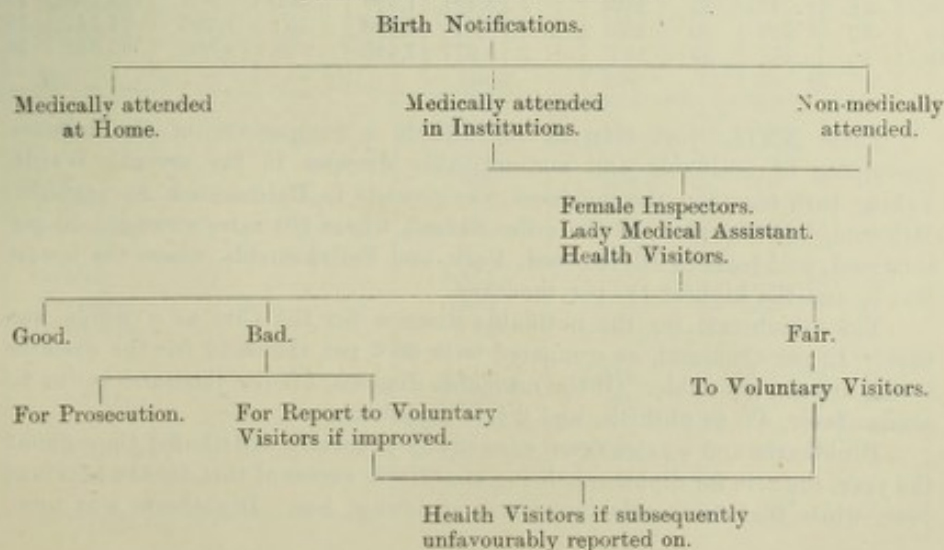 Birth Notifications.
Medically attended
at Home.
Medically attended
in Institutions.
Non-medically
attended.
Female Inspectors.
Lady Medical Assistant.
Health Visitors.
Good.
Bad.
Fair.
For Prosecution.
For Report to Voluntary
Visitors if improved.
To Voluntary Visitors.
Health Visitors if subsequently
unfavourably reported on.